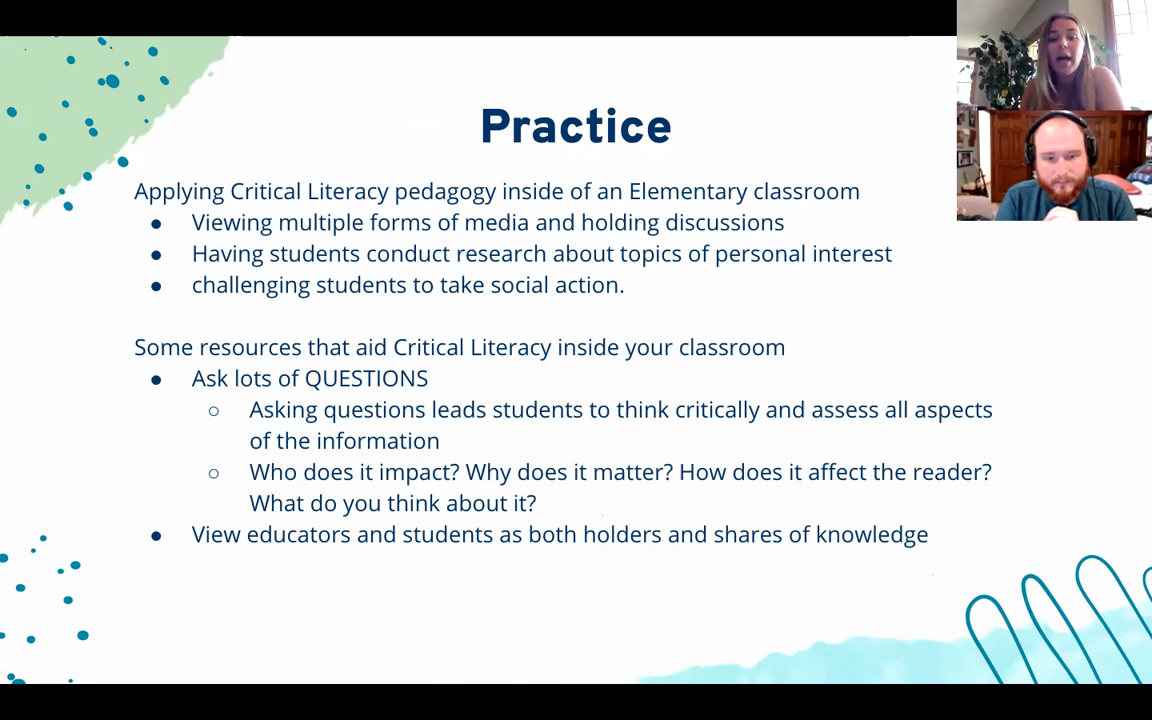 Practice
Applying Critical Literacy pedagogy inside of an Elementary classroom
● Viewing multiple forms of media and holding discussions
● Having students conduct research about topics of personal interest
● challenging students to take social action.
Some resources that aid Critical Literacy inside your classroom
● Ask lots of QUESTIONS
○ Asking questions leads students to think critically and assess all aspects
of the information
○ Who does it impact? Why does it matter? How does it affect the reader?
What do you think about it?
● View educators and students as both holders and shares of knowledge